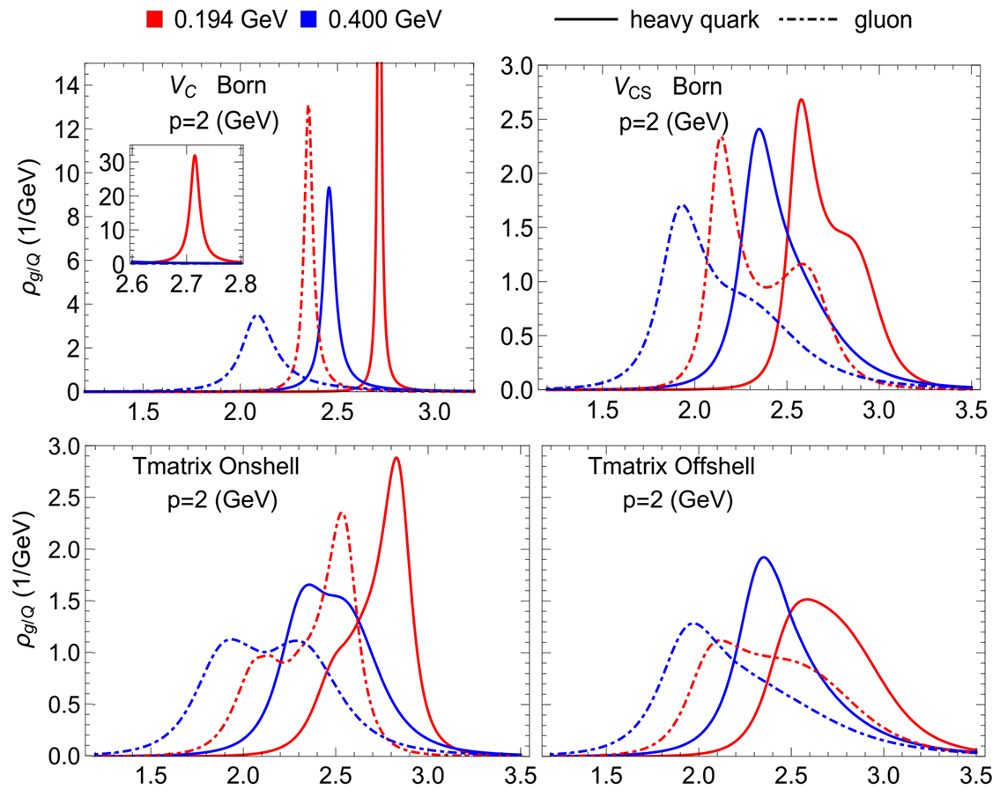 0.194 GeV 0.400 GeV heavy quark gluon
V_C Born
p=2 (GeV)
ρ_g/Q (1/GeV)
14
12
10
8
6
4
2
0
30
20
10
0
2.6 2.7 2.8
1.5 2.0 2.5 3.0
V_CS Born
p=2 (GeV)
3.0
2.5
2.0
1.5
1.0
0.5
0.0
1.5 2.0 2.5 3.0 3.5
Tmatrix Onshell
p=2 (GeV)
ρ_g/Q (1/GeV)
3.0
2.5
2.0
1.5
1.0
0.5
0.0
1.5 2.0 2.5 3.0 3.5
Tmatrix Offshell
p=2 (GeV)
1.5 2.0 2.5 3.0 3.5